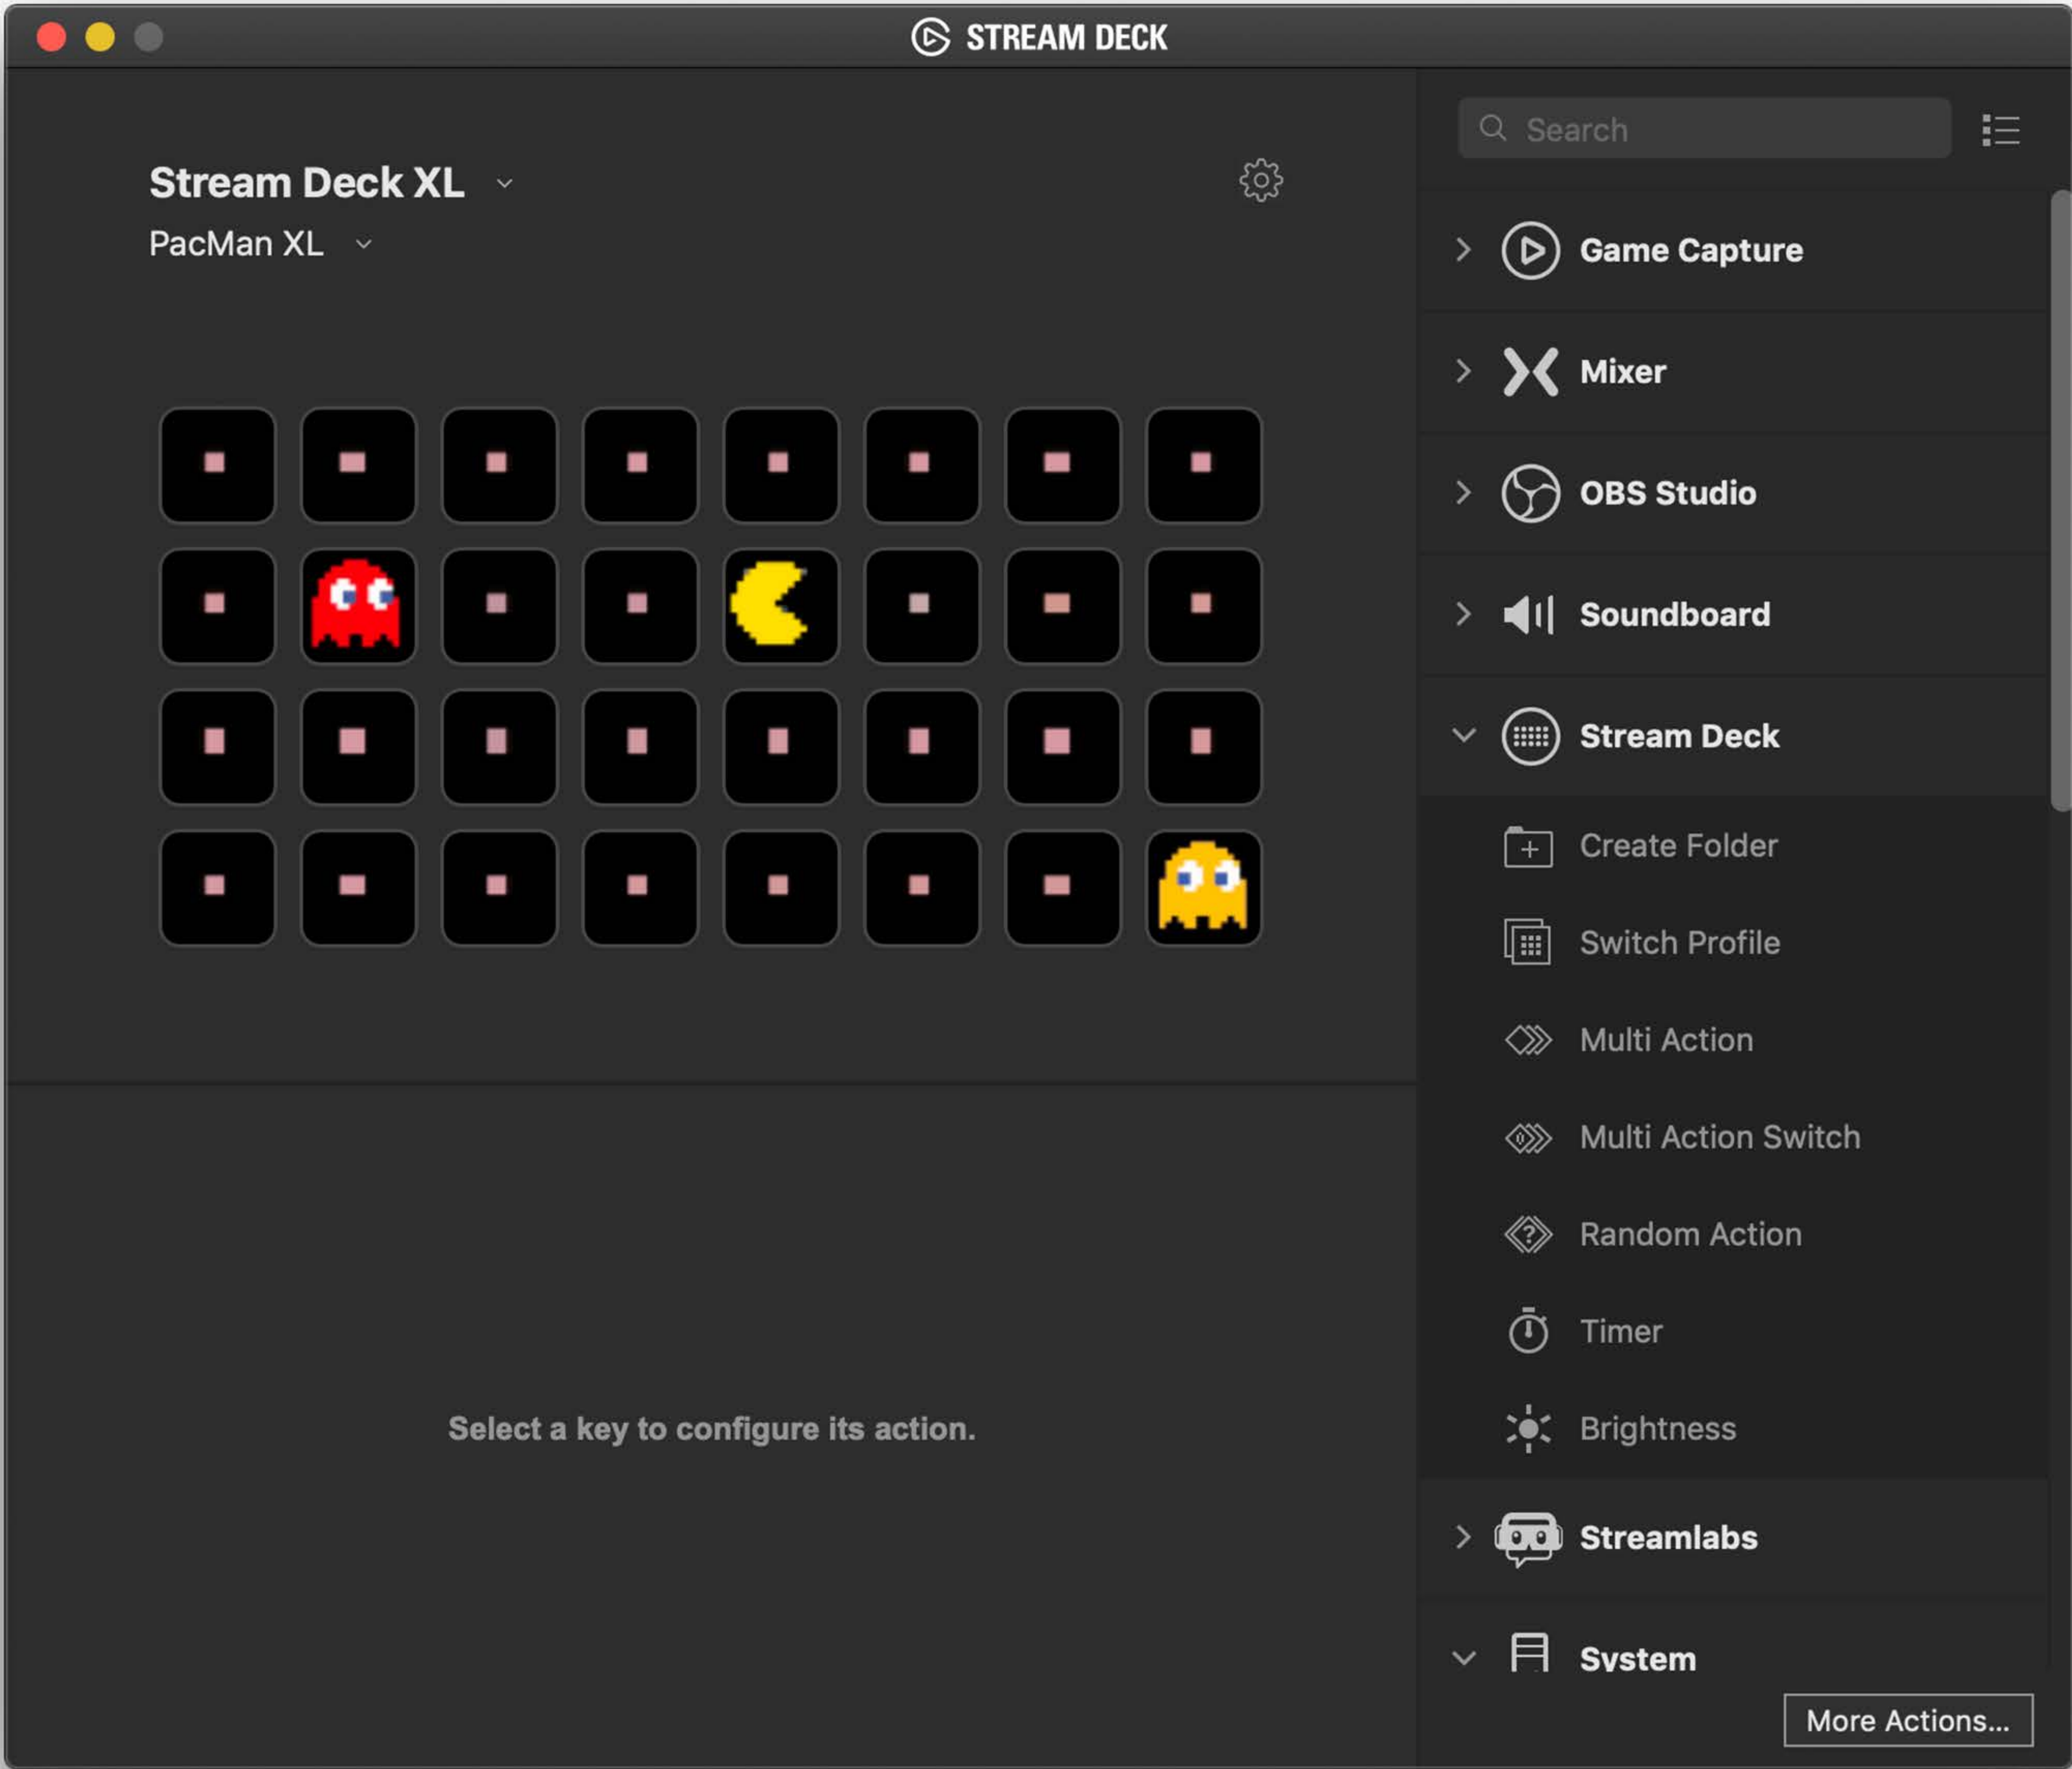 STREAM DECK
Stream Deck XL
PacMan XL
Search
Game Capture
Mixer
OBS Studio
Soundboard
Stream Deck
Create Folder
Switch Profile
Multi Action
Multi Action Switch
Random Action
Timer
Brightness
Streamlabs
System
More Actions...
Select a key to configure its action.